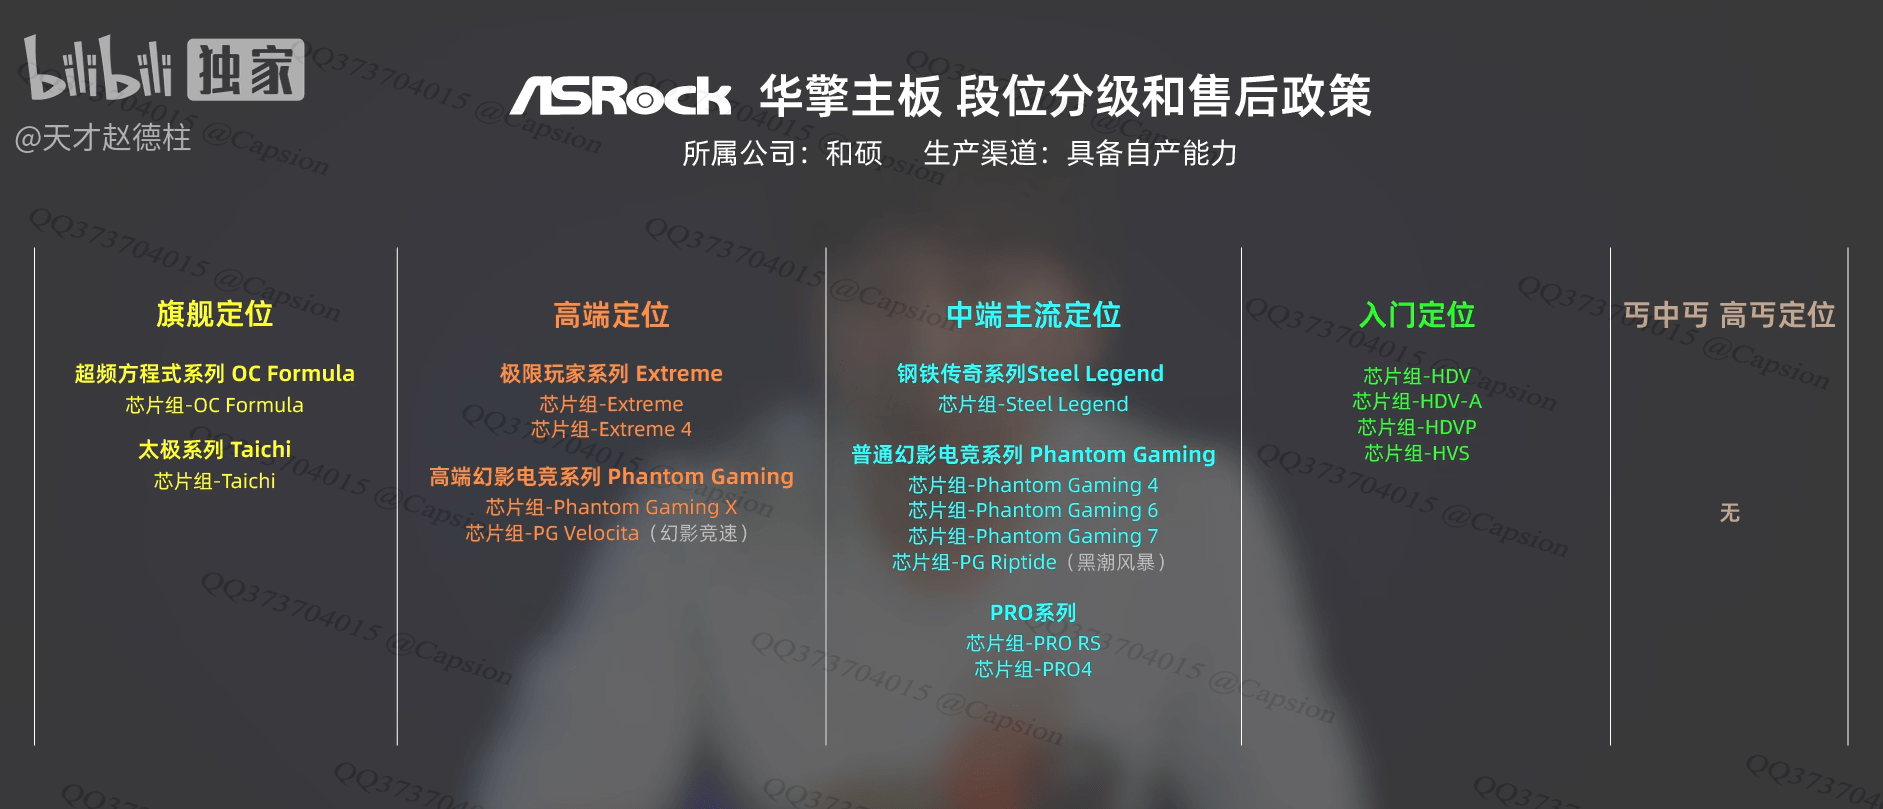 bilibili 独家
@天才赵德柱
ASRock 华擎主板 段位分级和售后政策
所属公司：和硕 生产渠道：具备自产能力
旗舰定位
超频方程式系列 OC Formula
芯片组-OC Formula
太极系列 Taichi
芯片组-Taichi
高端定位
极限玩家系列 Extreme
芯片组-Extreme
芯片组-Extreme 4
高端幻影电竞系列 Phantom Gaming
芯片组-Phantom Gaming X
芯片组-PG Velocita（幻影竞速）
中端主流定位
钢铁传奇系列Steel Legend
芯片组-Steel Legend
普通幻影电竞系列 Phantom Gaming
芯片组-Phantom Gaming 4
芯片组-Phantom Gaming 6
芯片组-Phantom Gaming 7
芯片组-PG Riptide（黑潮风暴）
PRO系列
芯片组-PRO RS
芯片组-PRO4
入门定位
芯片组-HDV
芯片组-HDV-A
芯片组-HDVP
芯片组-HVS
丐中丐 高丐定位
无
QQ373704015 @Capsion